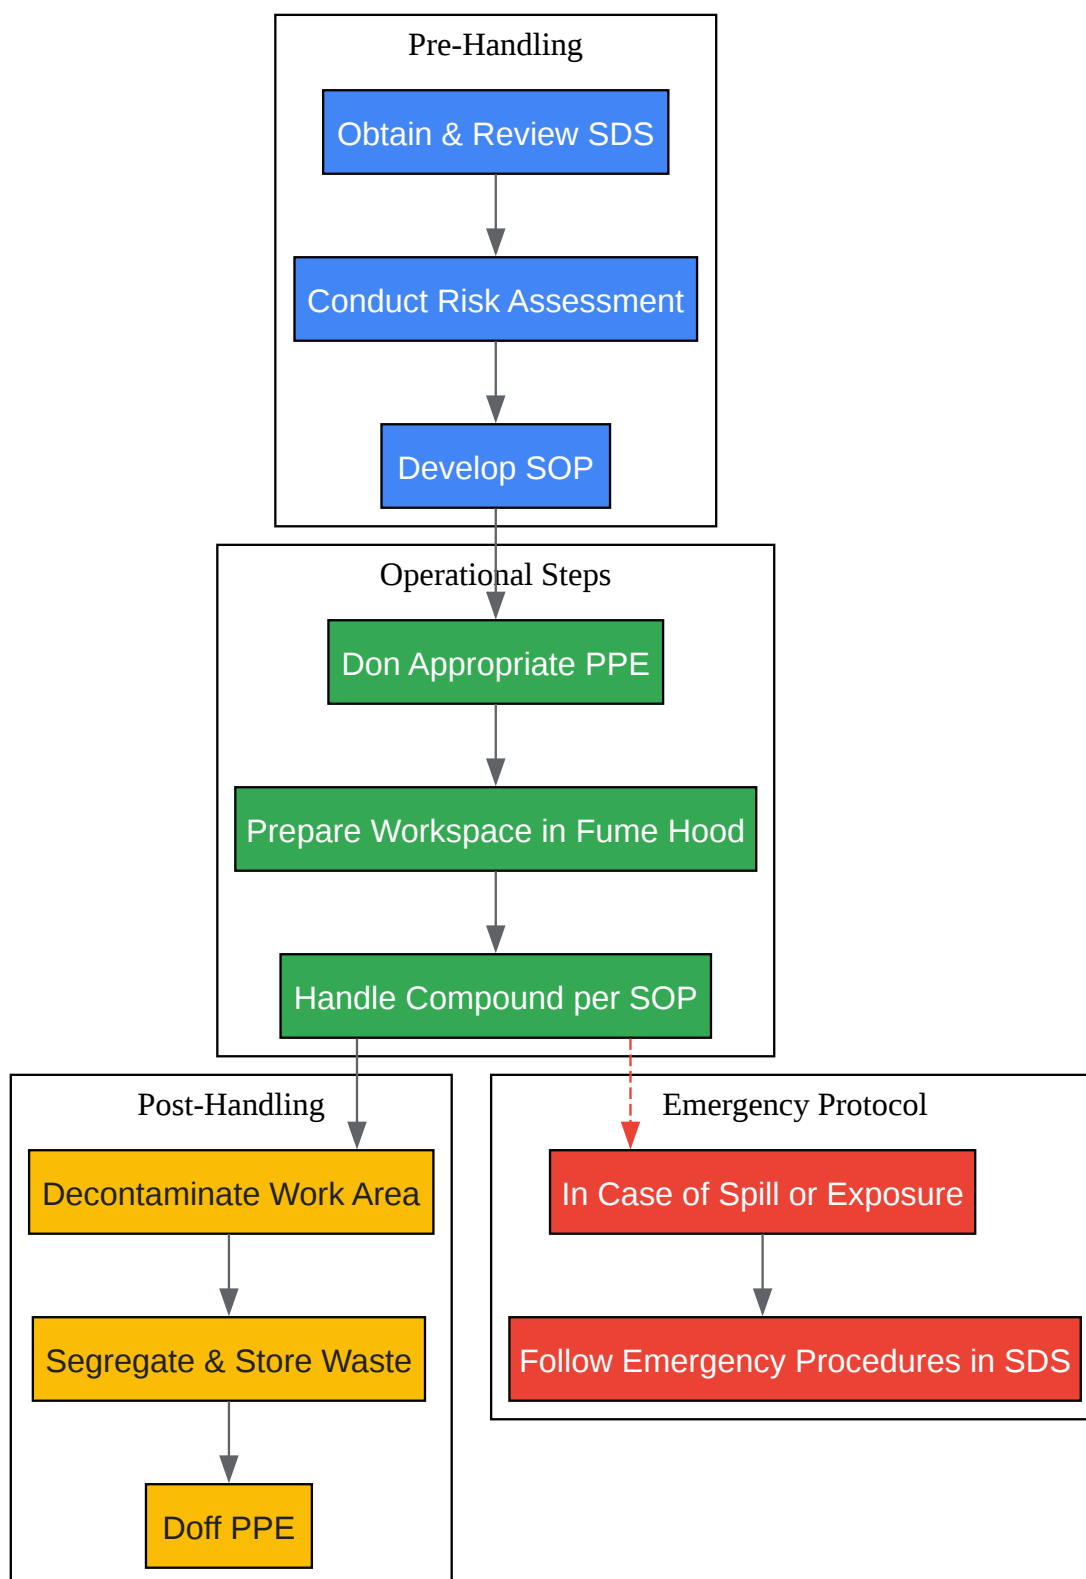 Pre-Handling
Obtain & Review SDS
Conduct Risk Assessment
Develop SOP
Operational Steps
Don Appropriate PPE
Prepare Workspace in Fume Hood
Handle Compound per SOP
Post-Handling
Decontaminate Work Area
Segregate & Store Waste
Doff PPE
Emergency Protocol
In Case of Spill or Exposure
Follow Emergency Procedures in SDS